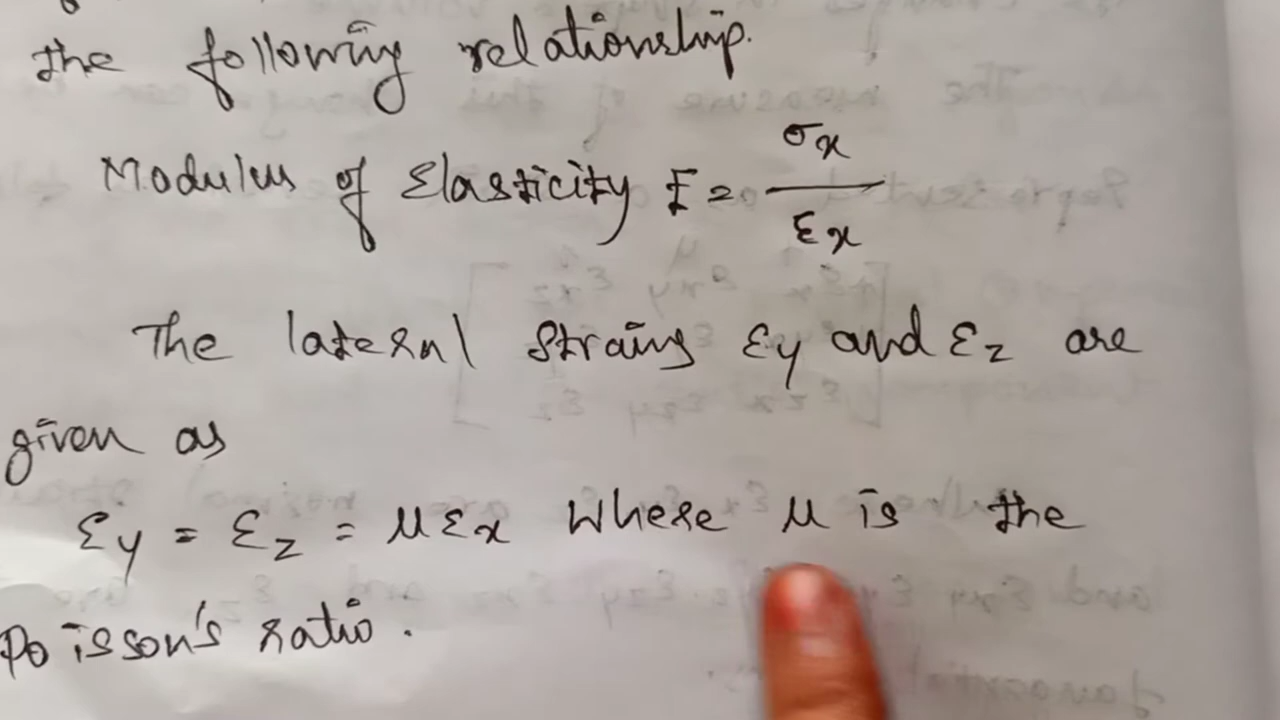 the following relationship.
Modulus of Elasticity E = σx / εx
The lateral strains εy and εz are
given as
εy = εz = μεx where μ is the
Poisson's ratio.